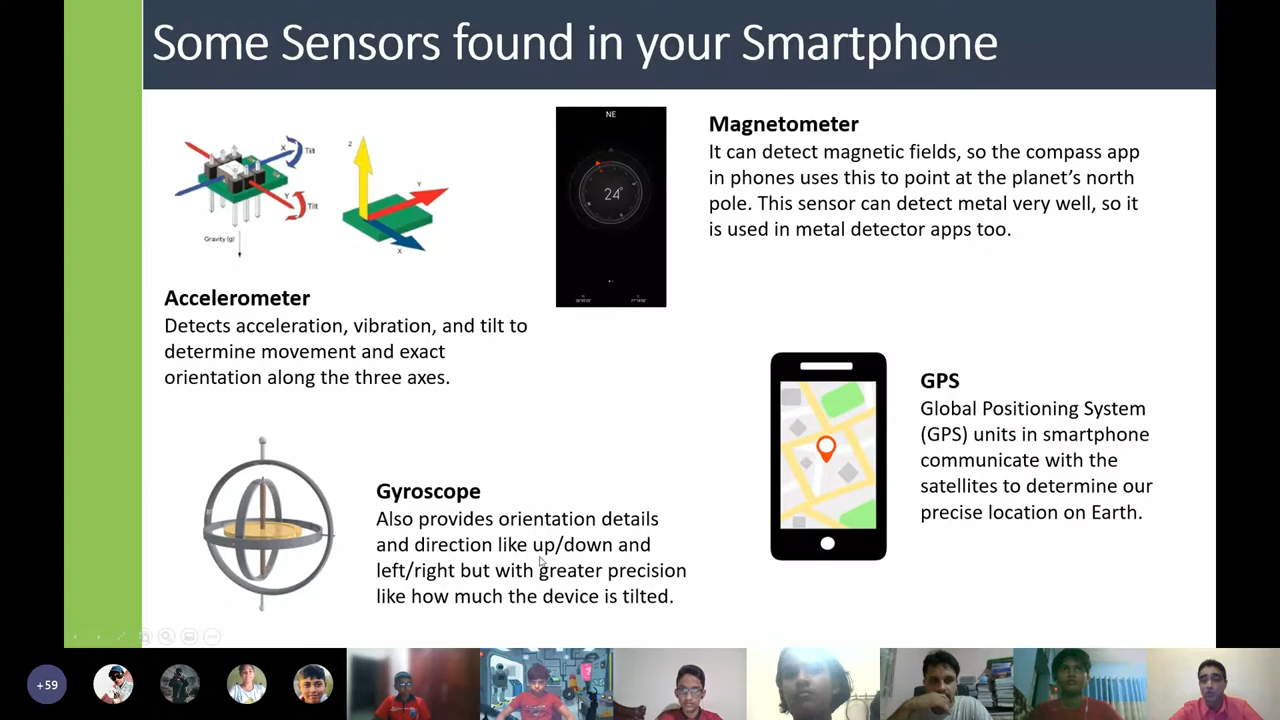 Some Sensors found in your Smartphone
Tilt
Y
Tilt
Gravity (g)
Z
Y
X
NE
24°
Magnetometer
It can detect magnetic fields, so the compass app
in phones uses this to point at the planet’s north
pole. This sensor can detect metal very well, so it
is used in metal detector apps too.
Accelerometer
Detects acceleration, vibration, and tilt to
determine movement and exact
orientation along the three axes.
GPS
Global Positioning System
(GPS) units in smartphone
communicate with the
satellites to determine our
precise location on Earth.
Gyroscope
Also provides orientation details
and direction like up/down and
left/right but with greater precision
like how much the device is tilted.
+59